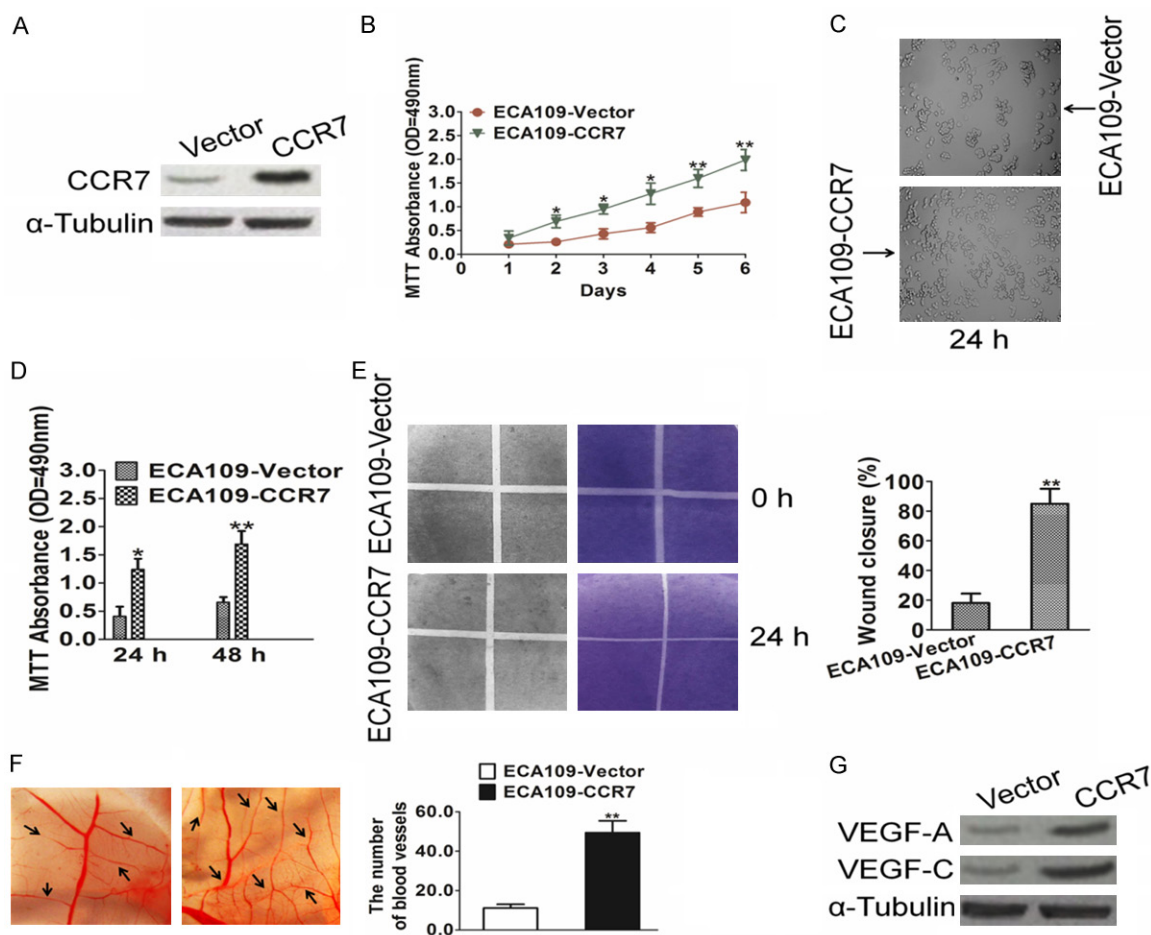 A
Vector
CCR7
CCR7
α-Tubulin
B
MTT Absorbance (OD=490nm)
3.0
2.5
2.0
1.5
1.0
0.5
0.0
ECA109-Vector
ECA109-CCR7
*
*
*
**
**
0
1
2
3
4
5
6
Days
C
ECA109-Vector
ECA109-CCR7
24 h
D
MTT Absorbance (OD=490nm)
3.0
2.5
2.0
1.5
1.0
0.5
0.0
ECA109-Vector
ECA109-CCR7
*
**
24 h
48 h
E
ECA109-Vector
ECA109-CCR7
0 h
24 h
Wound closure (%)
100
80
60
40
20
0
**
ECA109-Vector
ECA109-CCR7
F
ECA109-Vector
ECA109-CCR7
The number
of blood vessels
60.0
40.0
20.0
0.0
**
G
Vector
CCR7
VEGF-A
VEGF-C
α-Tubulin